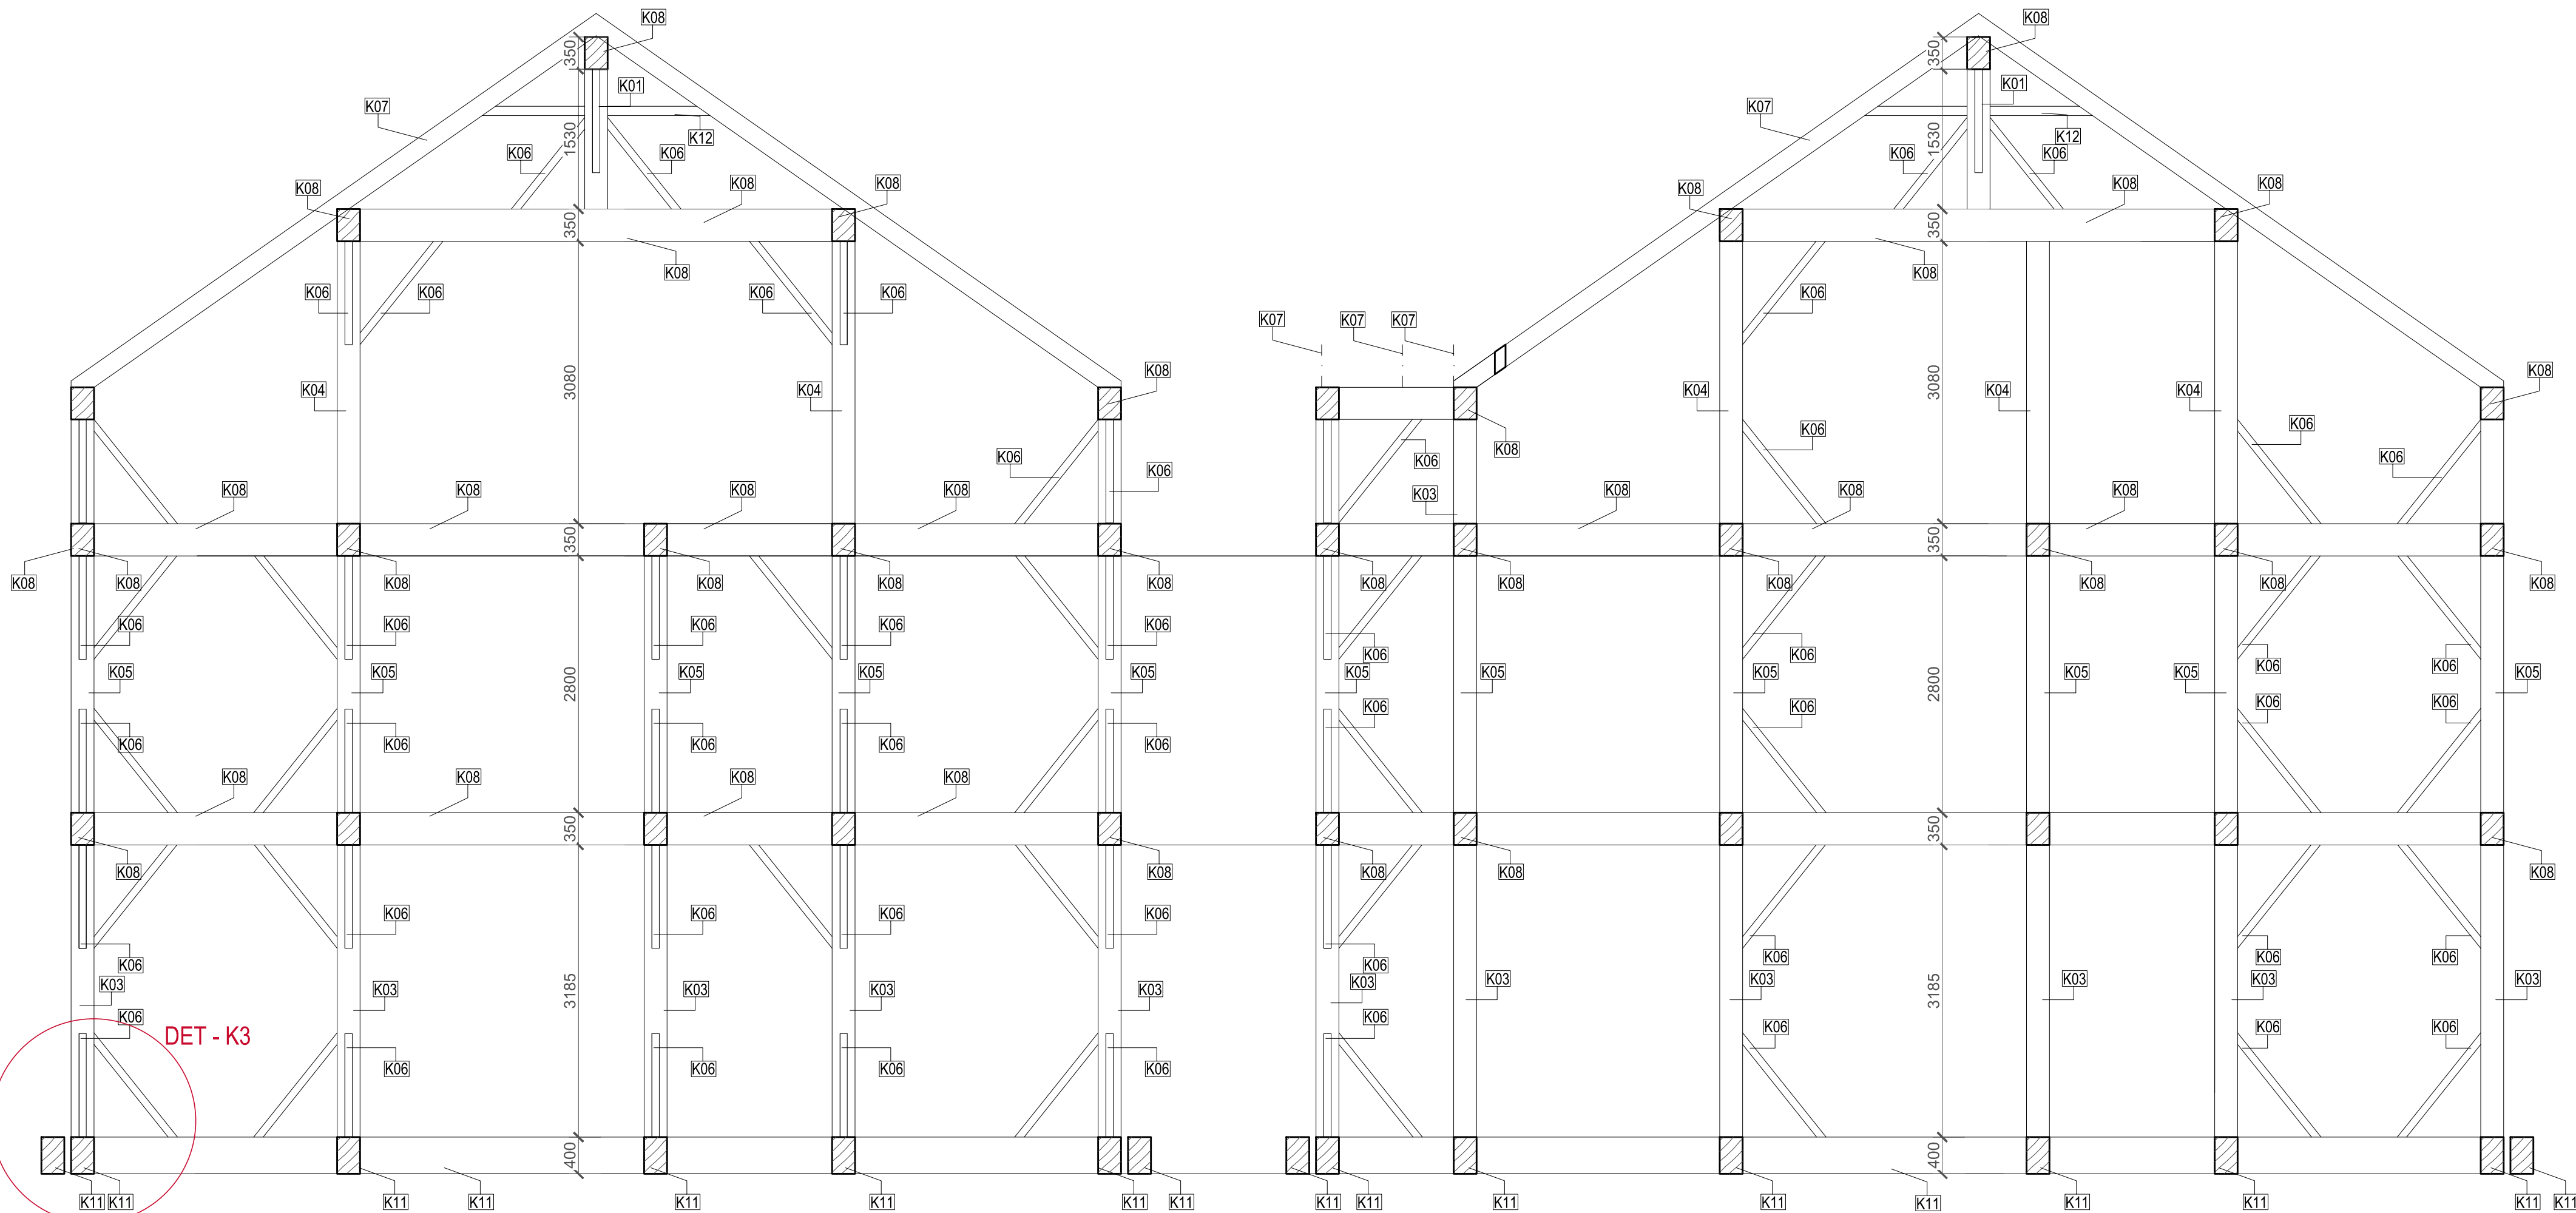 K08 K08
350 350
K01 K01
K07 K07
1530 1530
K12 K12
K06 K06 K06 K06
K08 K08 K08 K08 K08 K08
350 350
K08 K08
K06 K06 K06 K06 K06
K07 K07 K07
3080 3080
K08 K08
K04 K04 K04 K04 K04
K06 K06 K06 K06 K06 K06
K08
K08 K08 K08 K08 K03 K08 K08 K08
350 350
K08 K08 K08 K08 K08 K08 K08 K08 K08 K08 K08 K08
K06 K06 K06 K06 K06 K06 K06 K06 K06
K05 K05 K05 K05 K05 K05 K05 K05 K05 K05 K05
2800 2800
K06 K06 K06 K06 K06 K06 K06 K06 K06
K08 K08 K08 K08
350 350
K08 K08 K08 K08 K08
K06 K06 K06 K06
K06 K06 K06 K06 K06
K03 K03 K03 K03 K03 K03 K03 K03 K03 K03 K03
3185 3185
K06 K06 K06 K06 K06
DET - K3
K06 K06 K06 K06
400 400
K11 K11 K11 K11 K11 K11 K11 K11 K11 K11 K11 K11 K11 K11 K11 K11 K11